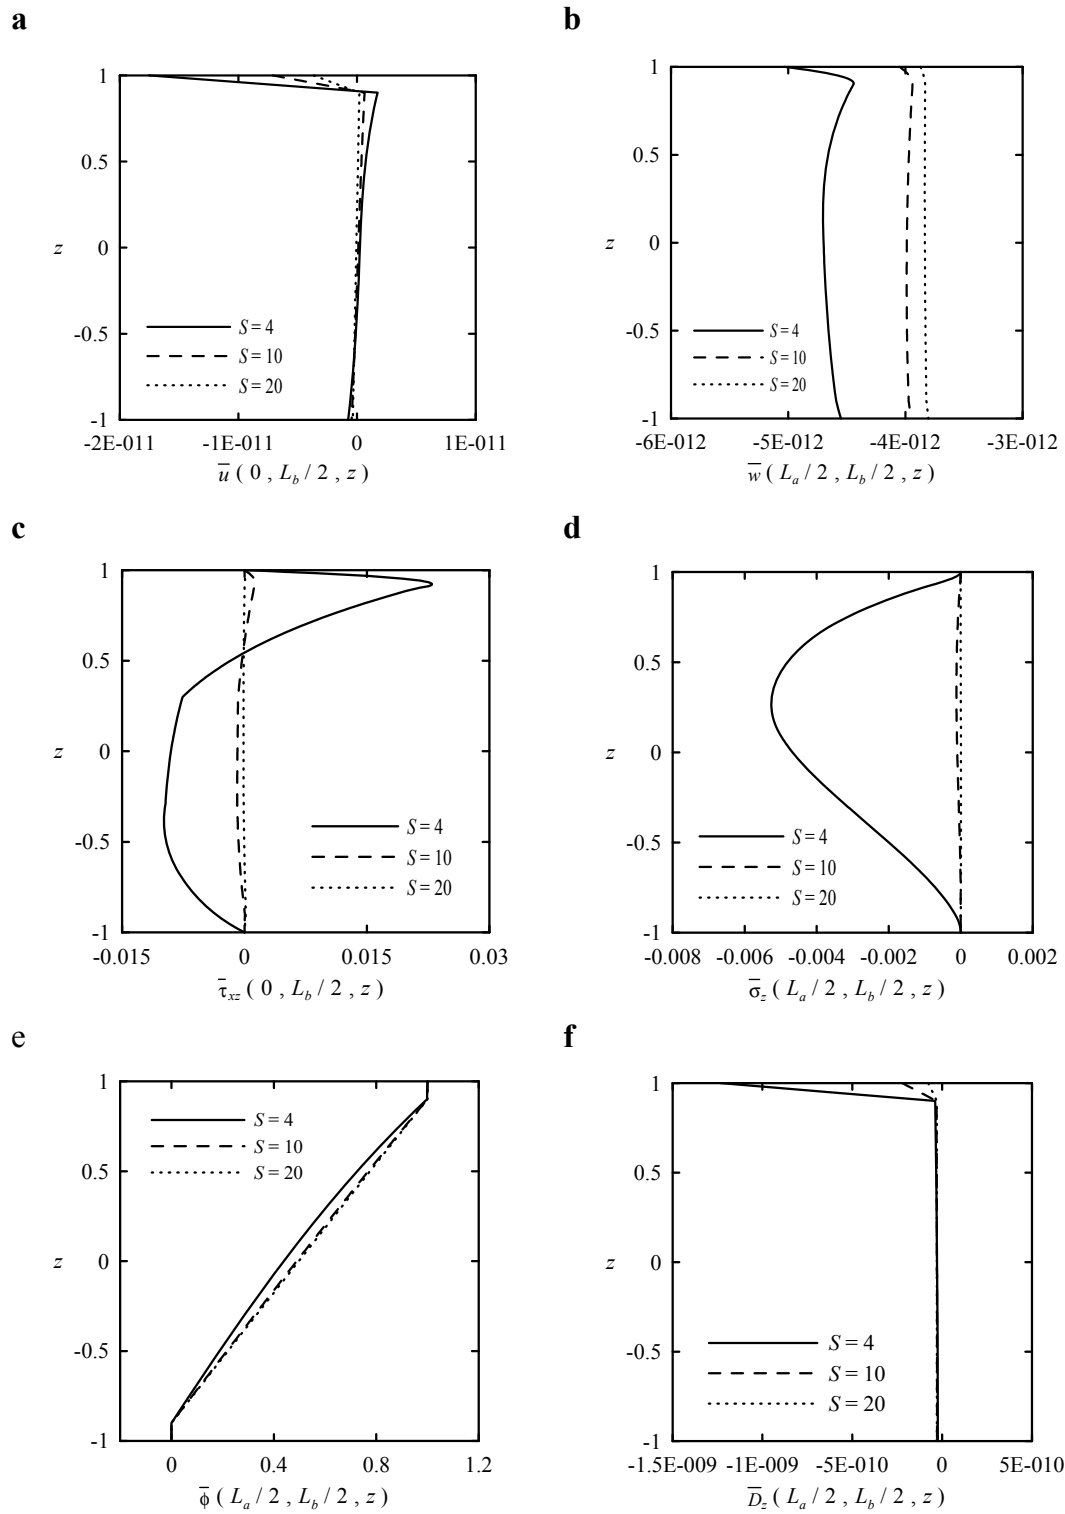 a
1
0.5
z
0
-0.5
-1
S = 4
S = 10
S = 20
-2E-011 -1E-011 0 1E-011
u̅ ( 0 , L_b / 2 , z )
b
1
0.5
z
0
-0.5
-1
S = 4
S = 10
S = 20
-6E-012 -5E-012 -4E-012 -3E-012
w̅ ( L_a / 2 , L_b / 2 , z )
c
1
0.5
z
0
-0.5
-1
S = 4
S = 10
S = 20
-0.015 0 0.015 0.03
τ̅_xz ( 0 , L_b / 2 , z )
d
1
0.5
z
0
-0.5
-1
S = 4
S = 10
S = 20
-0.008 -0.006 -0.004 -0.002 0 0.002
σ̅_z ( L_a / 2 , L_b / 2 , z )
e
1
0.5
z
0
-0.5
-1
S = 4
S = 10
S = 20
0 0.4 0.8 1.2
ϕ̅ ( L_a / 2 , L_b / 2 , z )
f
1
0.5
z
0
-0.5
-1
S = 4
S = 10
S = 20
-1.5E-009 -1E-009 -5E-010 0 5E-010
D̅_z ( L_a / 2 , L_b / 2 , z )